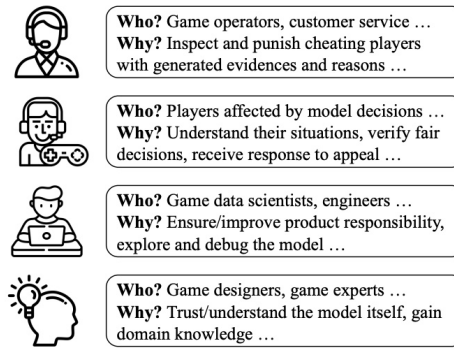 Who? Game operators, customer service …
Why? Inspect and punish cheating players
with generated evidences and reasons …
Who? Players affected by model decisions …
Why? Understand their situations, verify fair
decisions, receive response to appeal …
Who? Game data scientists, engineers …
Why? Ensure/improve product responsibility,
explore and debug the model …
Who? Game designers, game experts …
Why? Trust/understand the model itself, gain
domain knowledge …